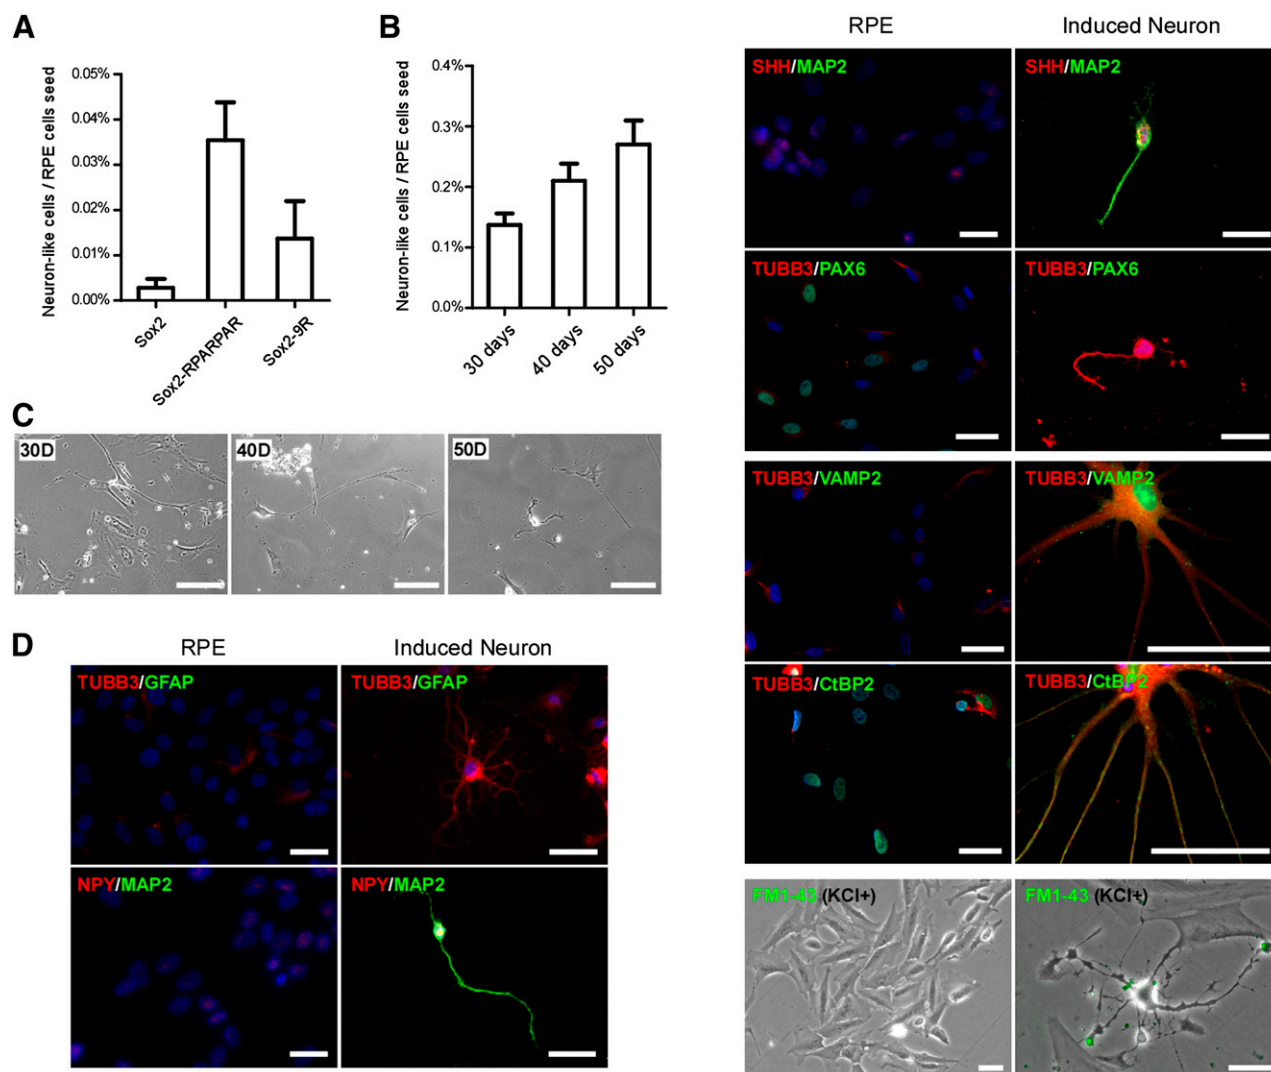 A
Neuron-like cells / RPE cells seed
0.05%
0.04%
0.03%
0.02%
0.01%
0.00%
Sox2
Sox2-RPARPAR
Sox2-9R
B
Neuron-like cells / RPE cells seed
0.4%
0.3%
0.2%
0.1%
0.0%
30 days
40 days
50 days
C
30D
40D
50D
D
RPE
Induced Neuron
TUBB3/GFAP
TUBB3/GFAP
NPY/MAP2
NPY/MAP2
RPE
Induced Neuron
SHH/MAP2
SHH/MAP2
TUBB3/PAX6
TUBB3/PAX6
TUBB3/VAMP2
TUBB3/VAMP2
TUBB3/CtBP2
TUBB3/CtBP2
FM1-43 (KCl+)
FM1-43 (KCl+)